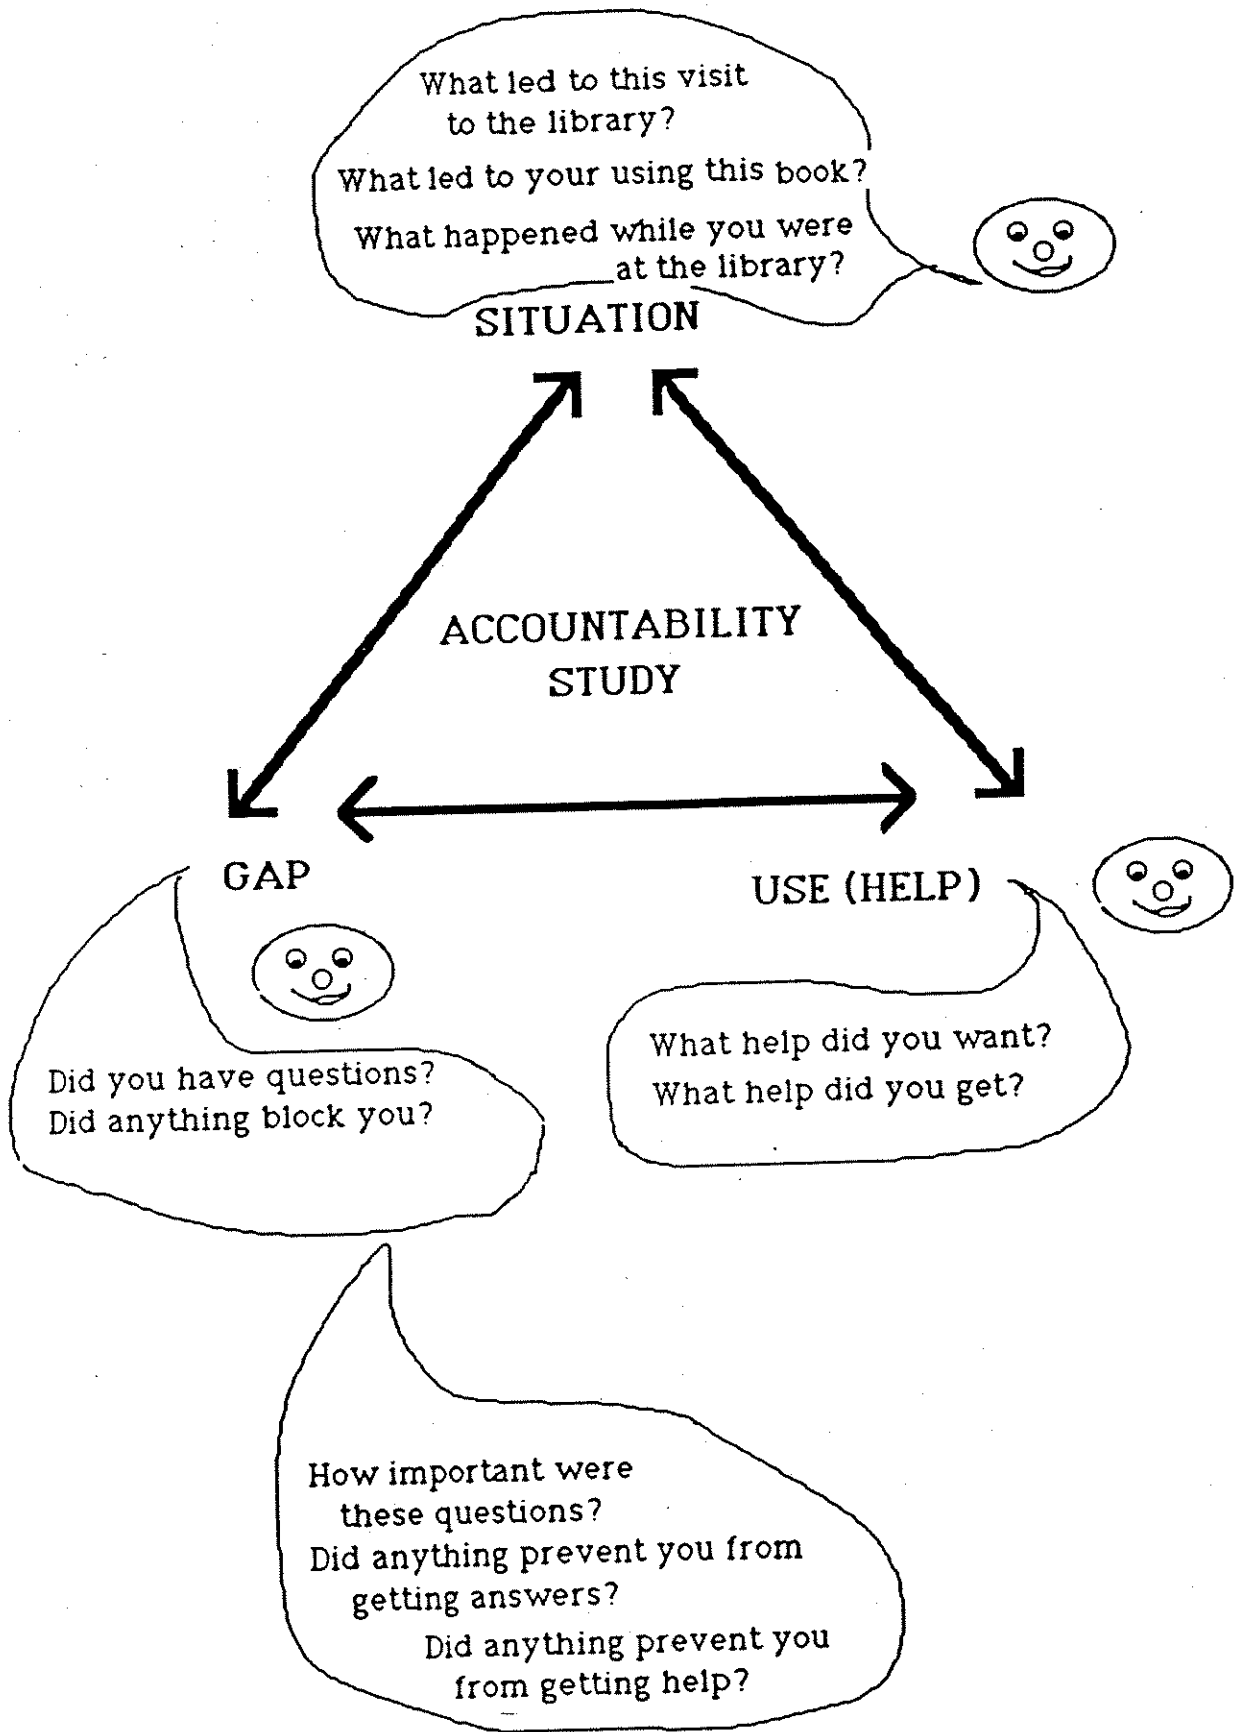 What led to this visit
to the library?
What led to your using this book?
What happened while you were
at the library?
SITUATION
ACCOUNTABILITY
STUDY
GAP
USE (HELP)
Did you have questions?
Did anything block you?
What help did you want?
What help did you get?
How important were
these questions?
Did anything prevent you from
getting answers?
Did anything prevent you
from getting help?